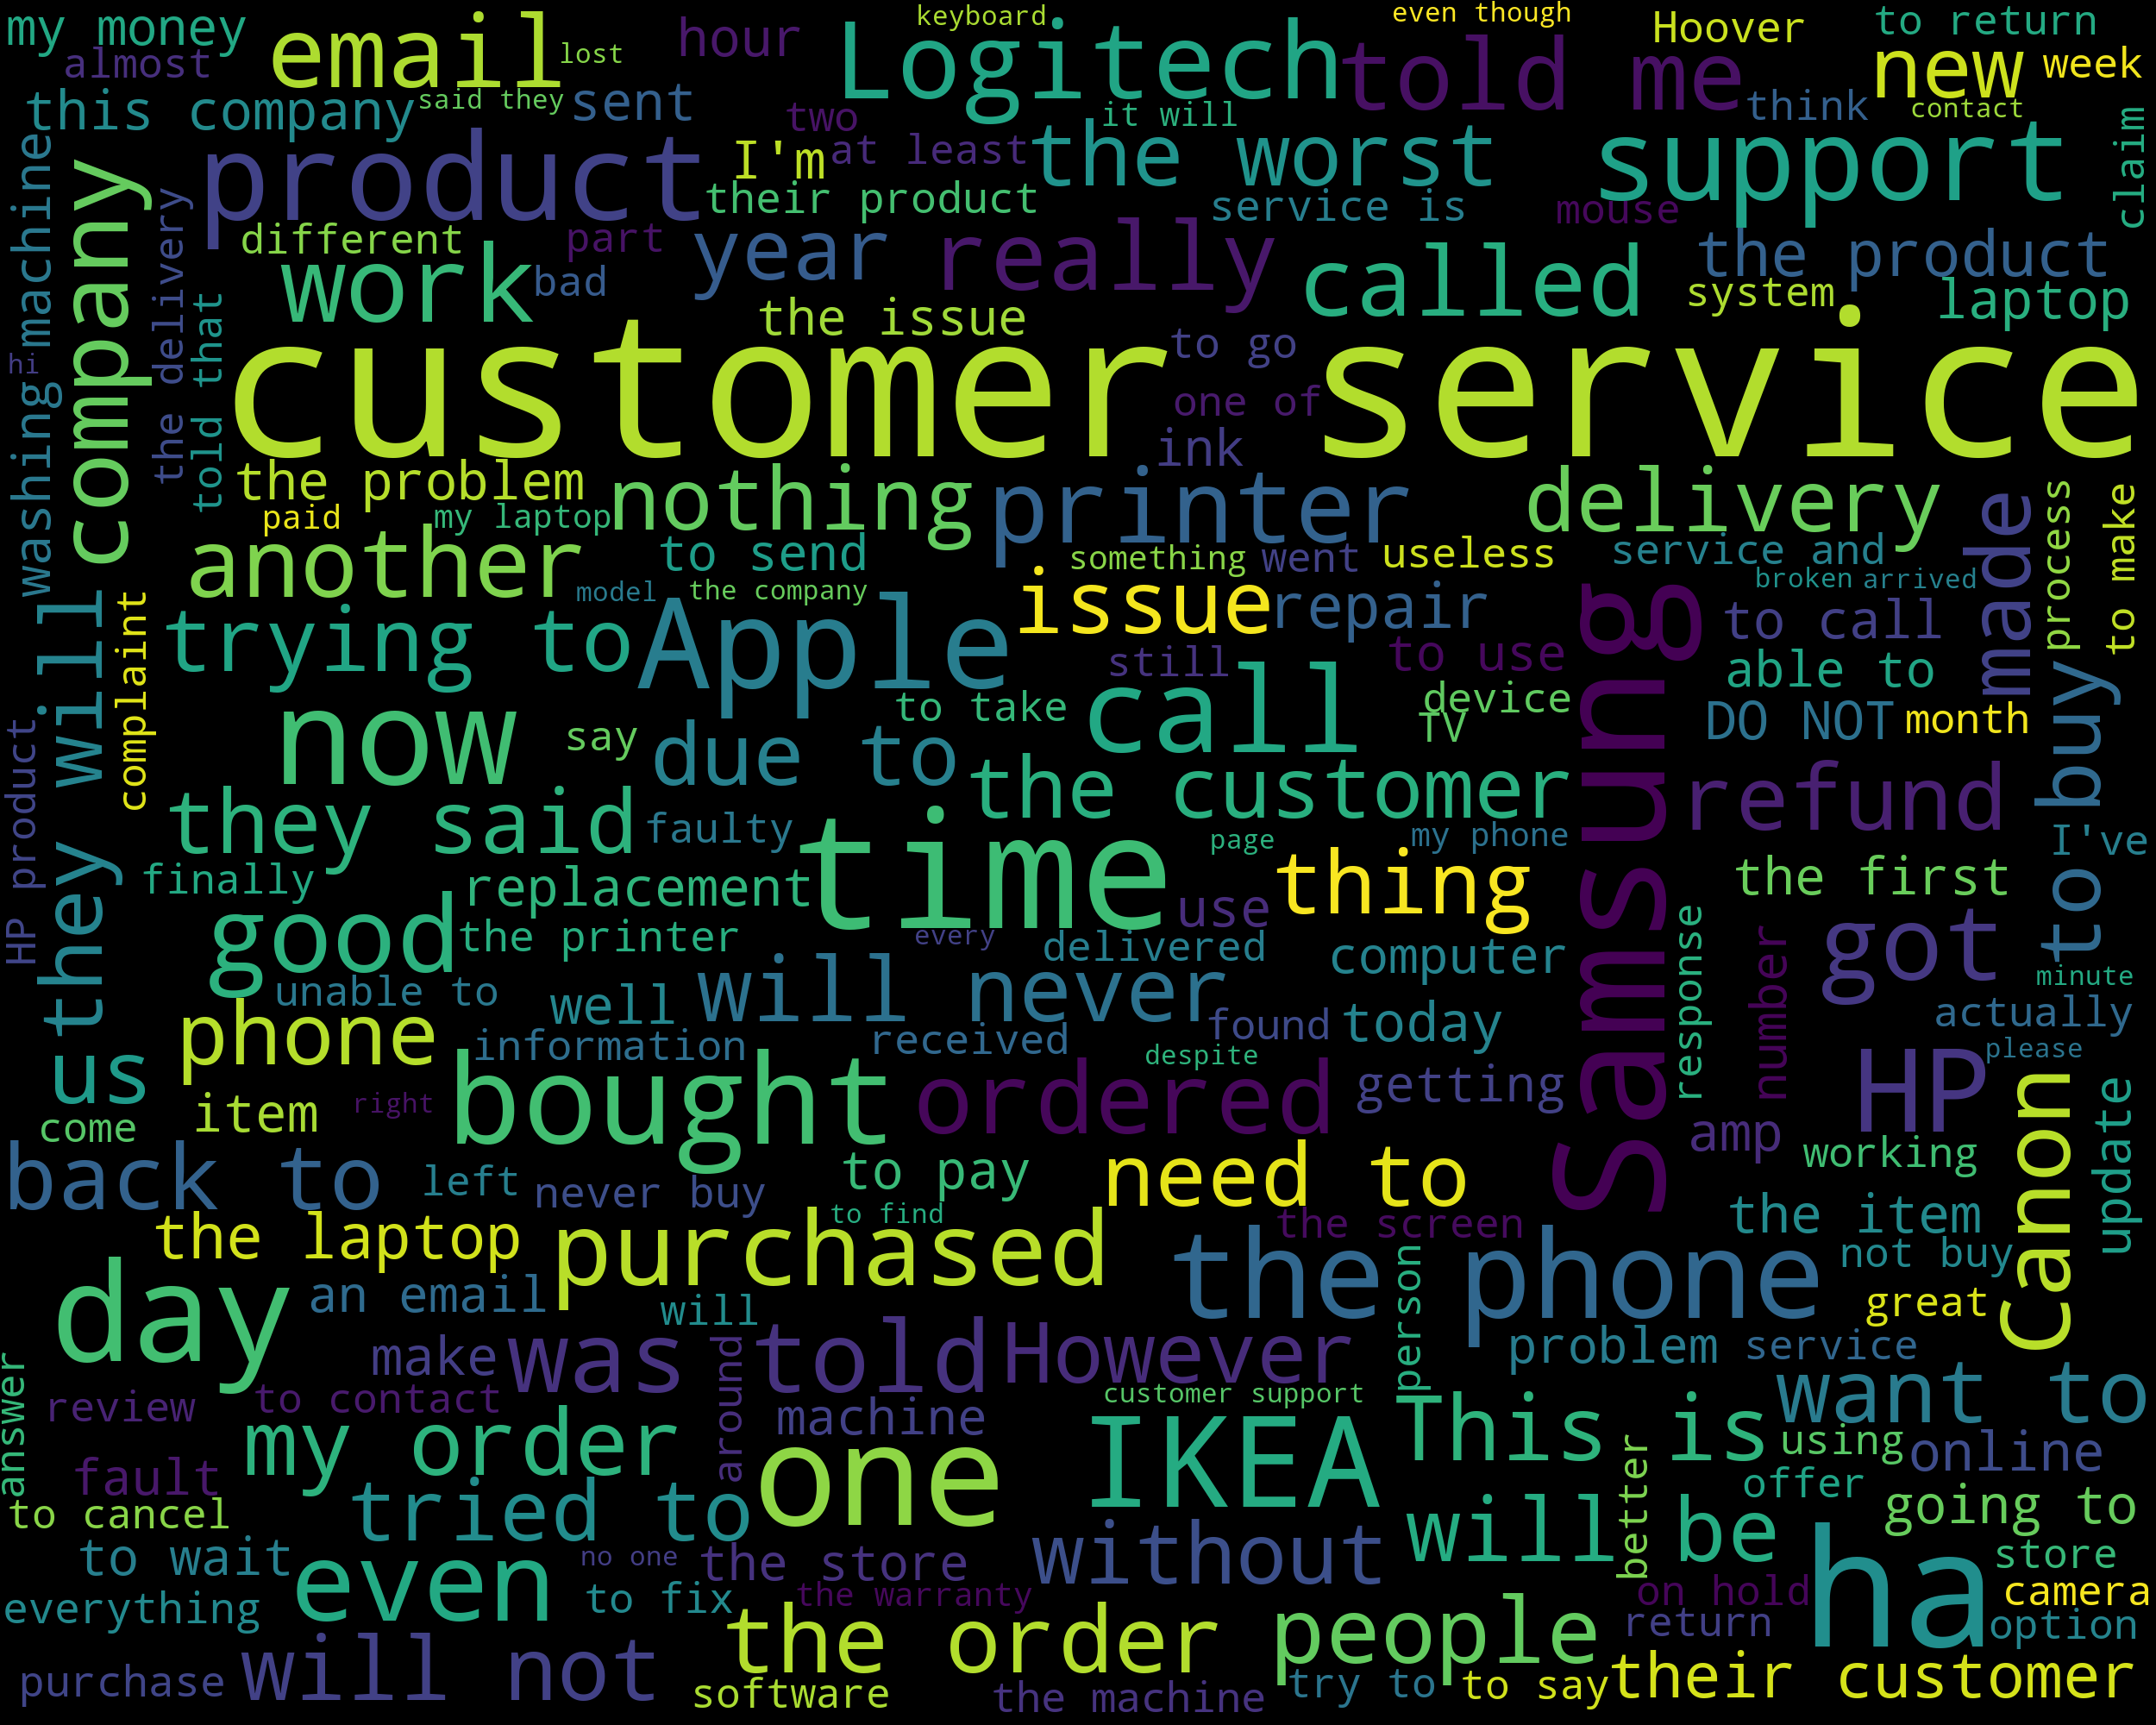 my money
email
lost
hour
keyboard
Logitech
even though
told me
Hoover
to return
almost
new
week
this company
said they
sent
two
it will
think
contact
claim
product
I'm
at least
the worst
support
machine
company
the delivery
their product
service is
mouse
different
part
year
really
called
the product
work
bad
system
laptop
told that
the issue
to go
hi
customer service
one of
washing
ink
the problem
nothing
printer
delivery
made
process
to make
paid
my laptop
another
to send
something
went
useless
service and
model
the company
issue
repair
broken
arrived
they will
complaint
trying to
Apple
samsung
to call
still
to use
able to
now
say
to take
call
device
TV
DO NOT
month
to buy
HP product
due to
the customer
refund
they said
faulty
time
page
my phone
I've
finally
replacement
use
thing
the first
good
the printer
every
delivered
computer
response
number
got
minute
unable to
well
will never
found
today
actually
phone
information
received
despite
please
us
bought
ordered
getting
HP
Canon
update
item
right
come
amp
working
back to
left
never buy
to pay
need to
the item
to find
the screen
the laptop
purchased
the phone
not buy
day
an email
will
person
great
make
was told
However
problem
service
around
answer
review
to contact
machine
customer support
want to
my order
one
IKEA
This is
using
online
fault
better
offer
to cancel
tried to
going to
to wait
even
no one
the store
without
will be
ha
store
everything
to fix
the warranty
on hold
camera
the order
people
return
option
purchase
will not
software
the machine
try to
to say
their customer